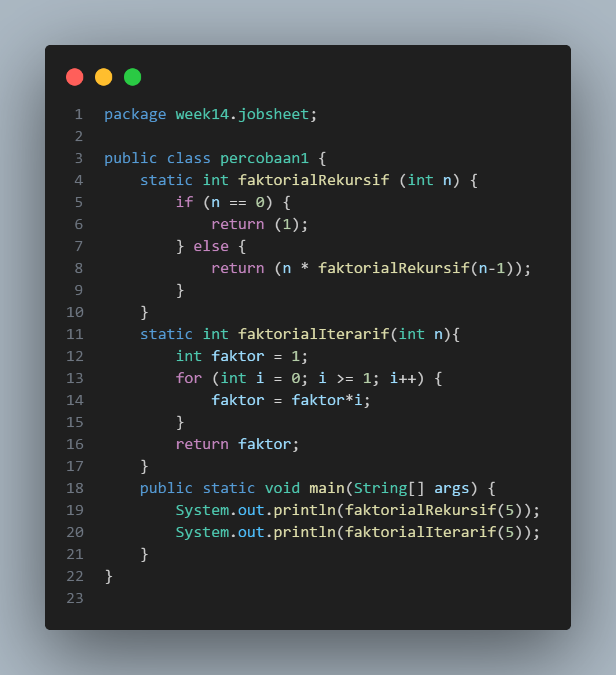 1 package week14.jobsheet;
2
3 public class percobaan1 {
4     static int faktorialRekursif (int n) {
5         if (n == 0) {
6             return (1);
7         } else {
8             return (n * faktorialRekursif(n-1));
9         }
10     }
11     static int faktorialIterarif(int n){
12         int faktor = 1;
13         for (int i = 0; i >= 1; i++) {
14             faktor = faktor*i;
15         }
16         return faktor;
17     }
18     public static void main(String[] args) {
19         System.out.println(faktorialRekursif(5));
20         System.out.println(faktorialIterarif(5));
21     }
22 }
23